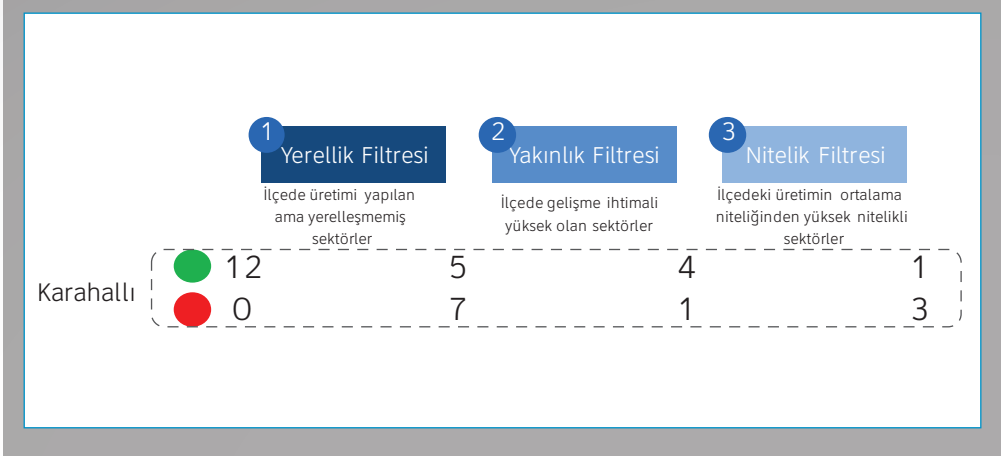 1
Yerellik Filtresi
İlçede üretimi yapılan
ama yerelleşmemiş
sektörler
2
Yakınlık Filtresi
İlçede gelişme ihtimali
yüksek olan sektörler
3
Nitelik Filtresi
İlçedeki üretimin ortalama
niteliğinden yüksek nitelikli
sektörler
Karahallı
12 5 4 1
0 7 1 3